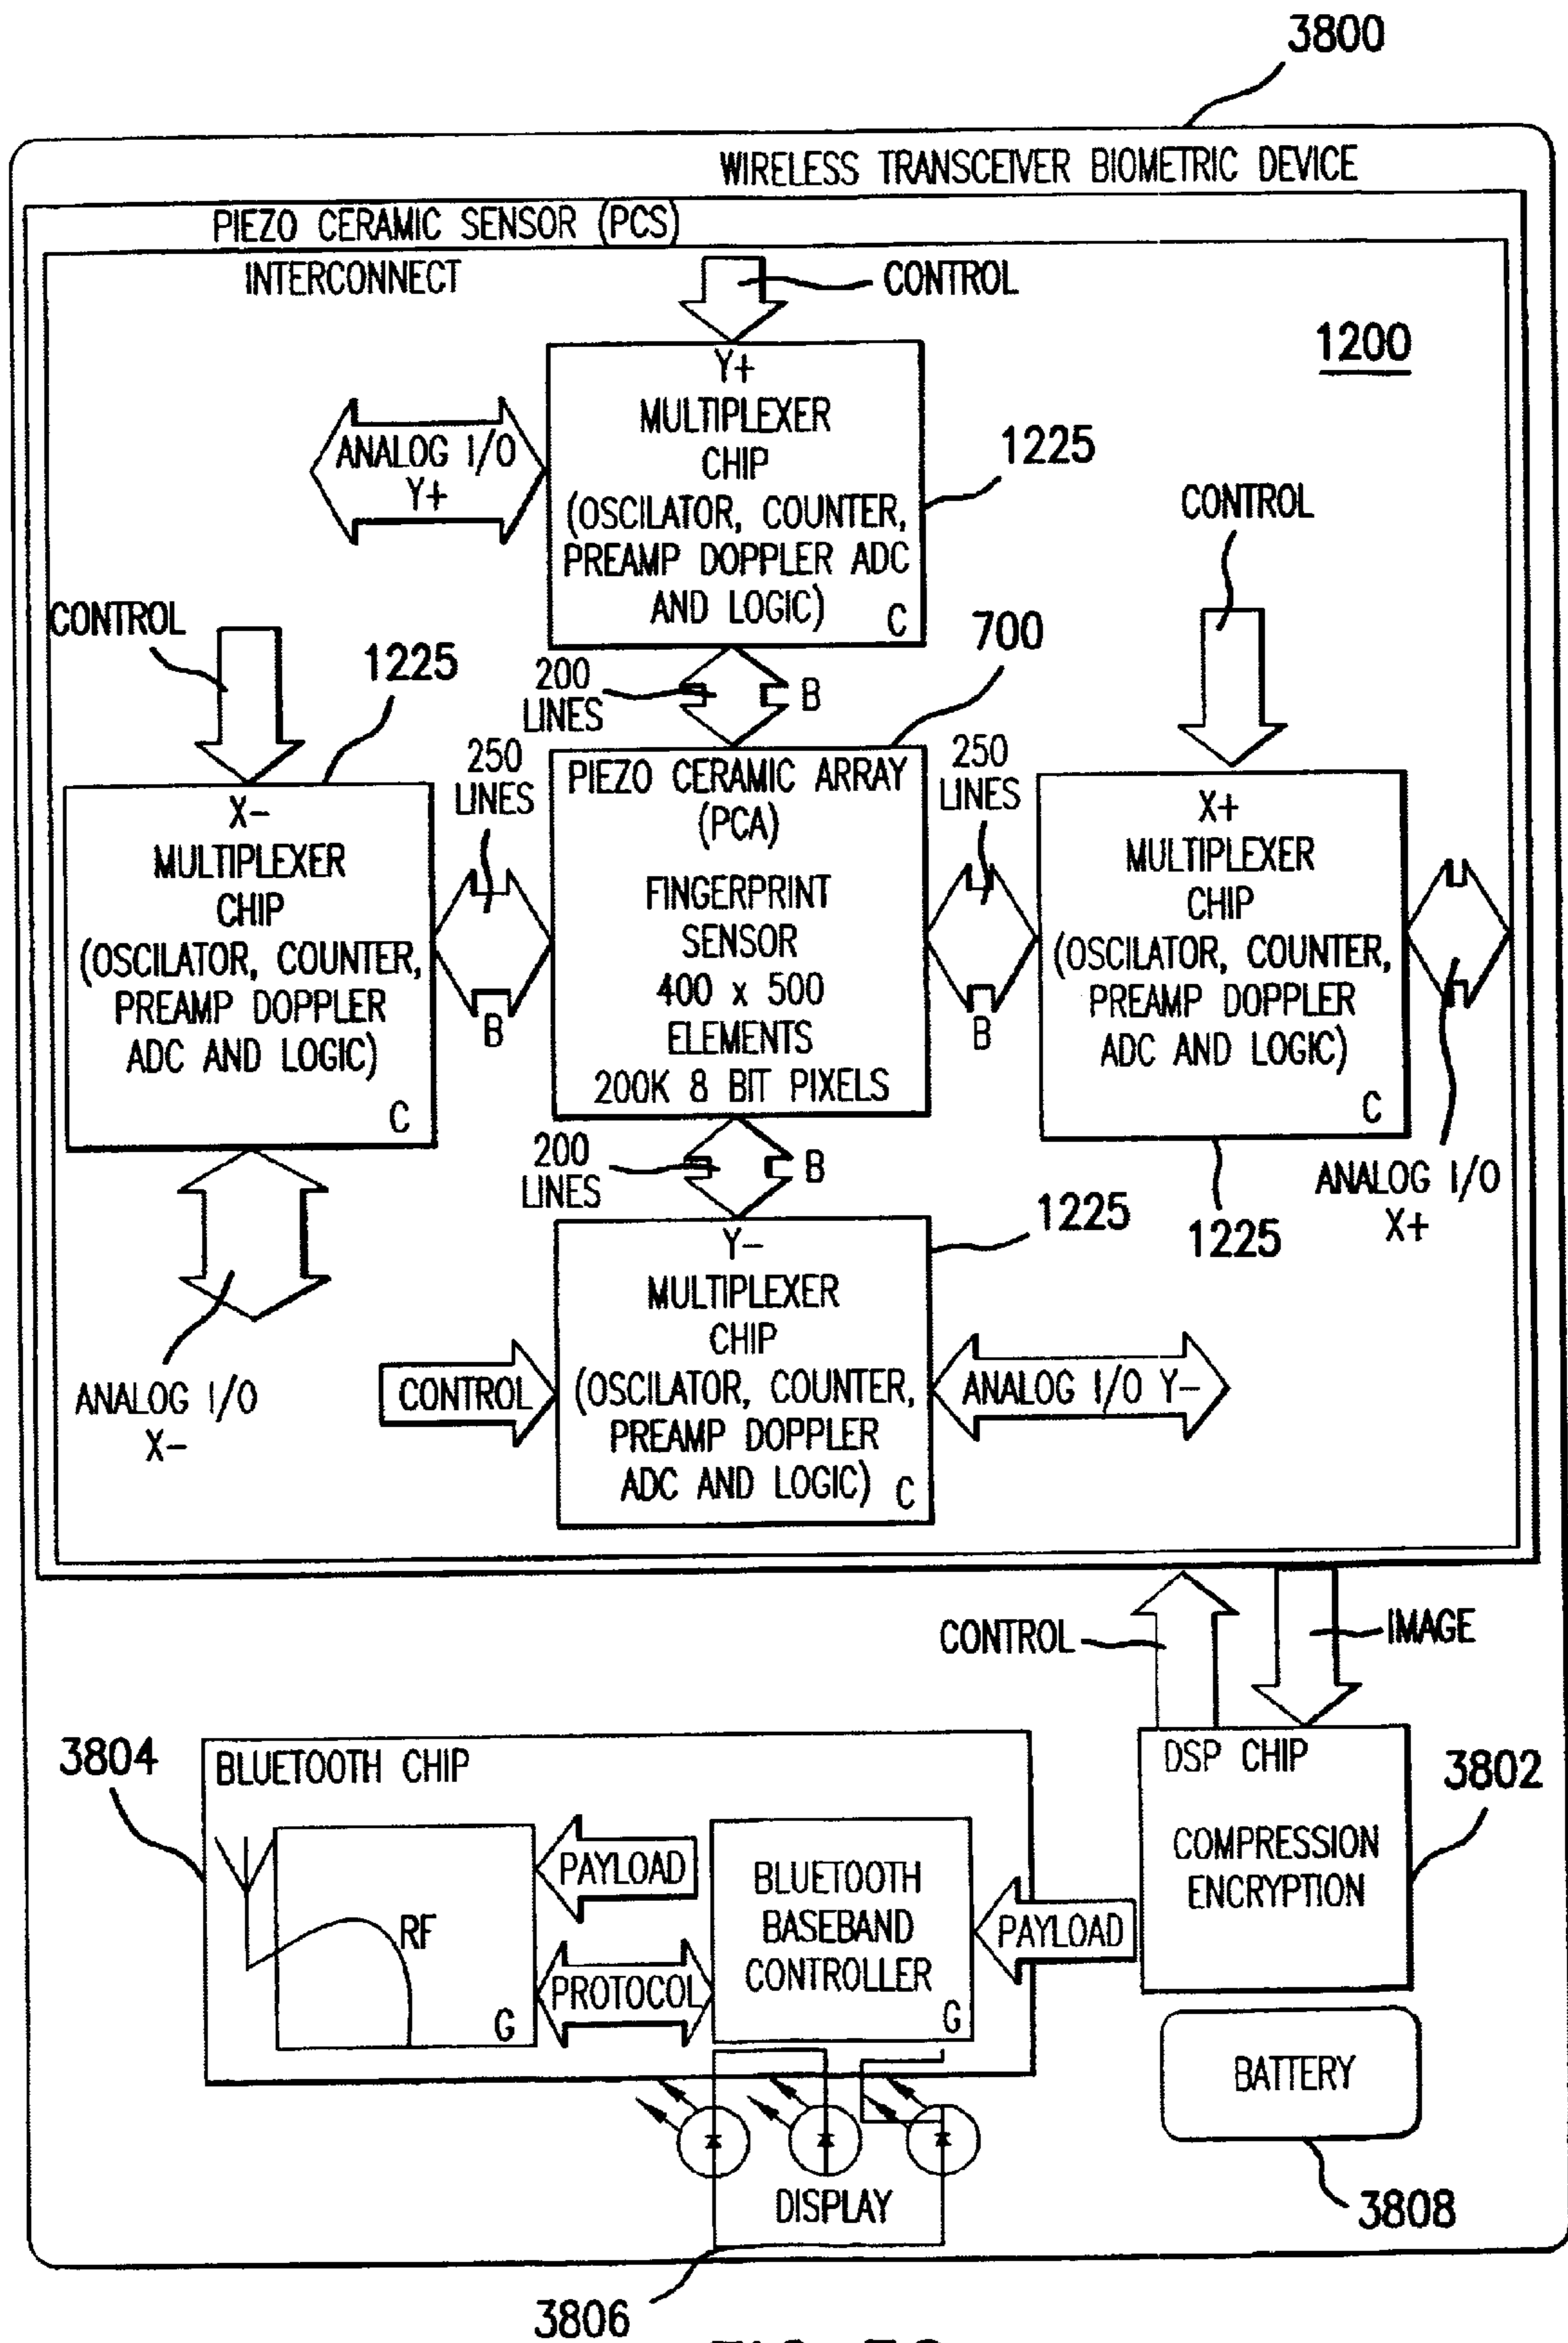 3800
WIRELESS TRANSCEIVER BIOMETRIC DEVICE
PIEZO CERAMIC SENSOR (PCS)
INTERCONNECT
CONTROL
1200
Y+
MULTIPLEXER
CHIP
(OSCILATOR, COUNTER,
PREAMP DOPPLER ADC
AND LOGIC)
C
ANALOG I/O
Y+
1225
CONTROL
CONTROL
1225
200
LINES
B
700
250
LINES
250
LINES
X-
MULTIPLEXER
CHIP
(OSCILATOR, COUNTER,
PREAMP DOPPLER
ADC AND LOGIC)
C
B
PIEZO CERAMIC ARRAY
(PCA)
FINGERPRINT
SENSOR
400 x 500
ELEMENTS
200K 8 BIT PIXELS
B
X+
MULTIPLEXER
CHIP
(OSCILATOR, COUNTER,
PREAMP DOPPLER
ADC AND LOGIC)
C
200
LINES
B
1225
1225
ANALOG I/O
X+
Y-
MULTIPLEXER
CHIP
(OSCILATOR, COUNTER,
PREAMP DOPPLER
ADC AND LOGIC)
C
ANALOG I/O
X-
CONTROL
ANALOG I/O Y-
CONTROL
IMAGE
3804
BLUETOOTH CHIP
DSP CHIP
COMPRESSION
ENCRYPTION
3802
PAYLOAD
RF
G
PROTOCOL
BLUETOOTH
BASEBAND
CONTROLLER
G
PAYLOAD
BATTERY
3808
DISPLAY
3806